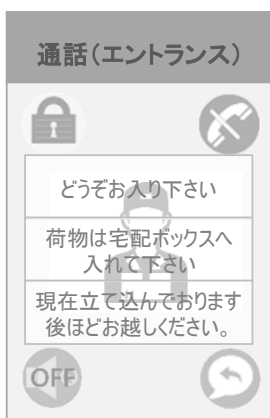 通話（エントランス）
どうぞお入り下さい
荷物は宅配ボックスへ
入れて下さい
現在立て込んでおります
後ほどお越しください。
OFF